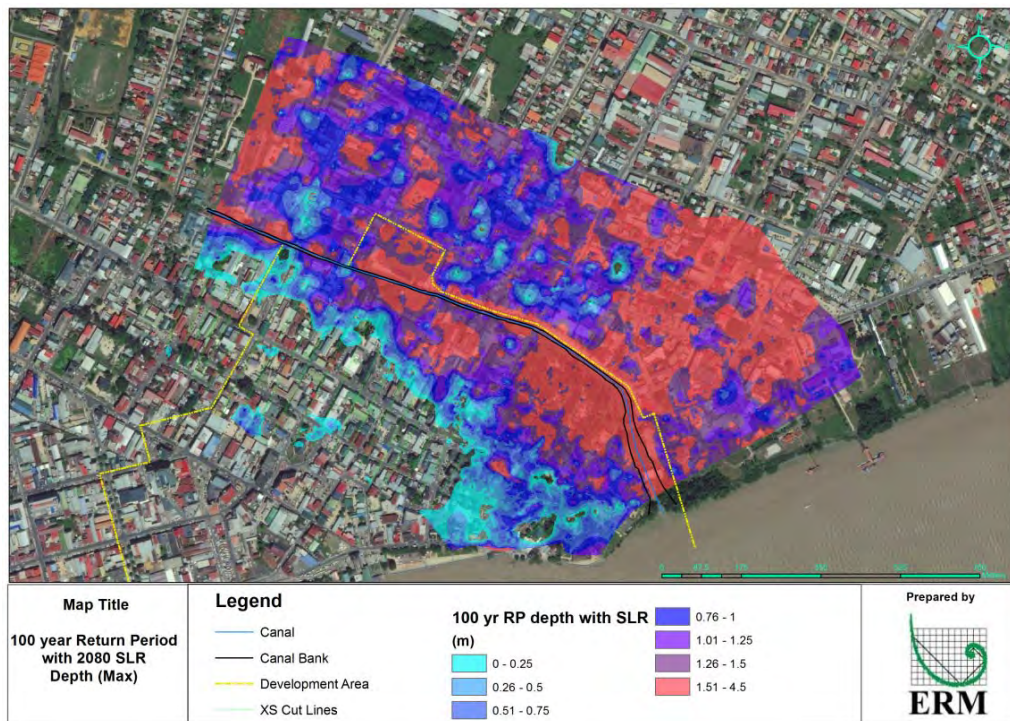 Map Title
100 year Return Period
with 2080 SLR
Depth (Max)
Legend
Canal
Canal Bank
Development Area
XS Cut Lines
100 yr RP depth with SLR
(m)
0 - 0.25
0.26 - 0.5
0.51 - 0.75
0.76 - 1
1.01 - 1.25
1.26 - 1.5
1.51 - 4.5
Prepared by
ERM